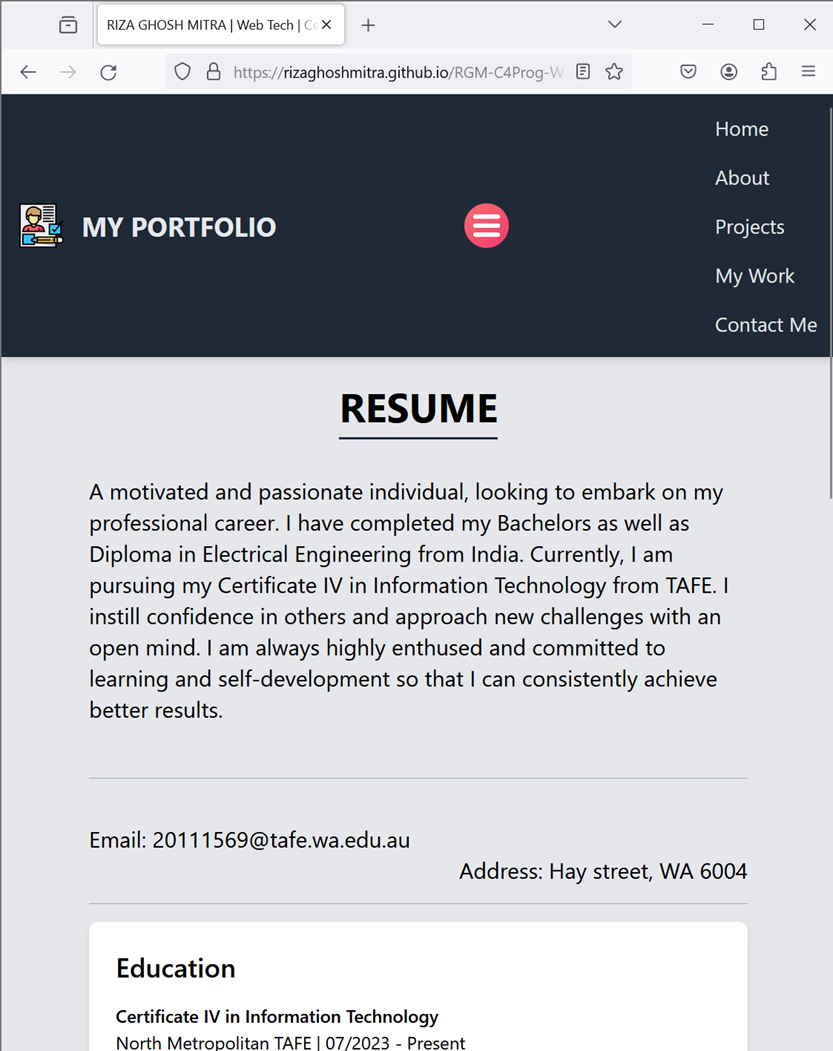 RIZA GHOSH MITRA | Web Tech | Ce
https://rizaghoshmitra.github.io/RGM-C4Prog-W
Home
About
MY PORTFOLIO
Projects
My Work
Contact Me
RESUME
A motivated and passionate individual, looking to embark on my
professional career. I have completed my Bachelors as well as
Diploma in Electrical Engineering from India. Currently, I am
pursuing my Certificate IV in Information Technology from TAFE. I
instill confidence in others and approach new challenges with an
open mind. I am always highly enthused and committed to
learning and self-development so that I can consistently achieve
better results.
Email: 20111569@tafe.wa.edu.au
Address: Hay street, WA 6004
Education
Certificate IV in Information Technology
North Metropolitan TAFE | 07/2023 - Present